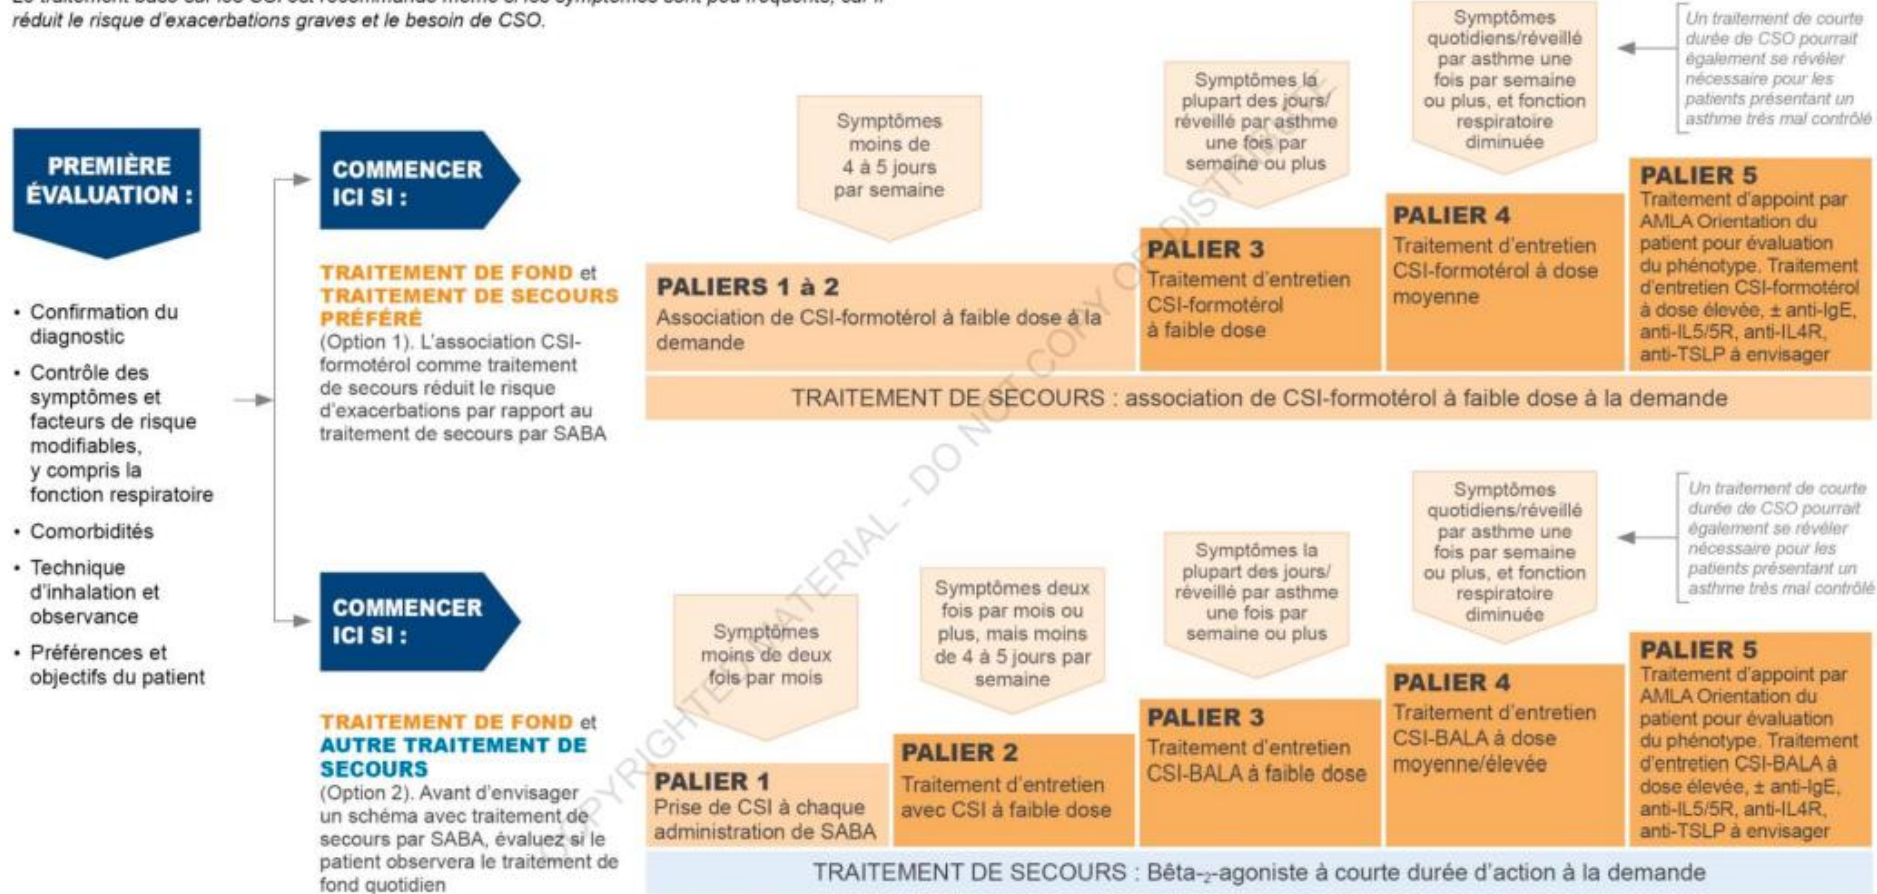 réduit le risque d'exacerbations graves et le besoin de CSO.
PREMIÈRE
ÉVALUATION :
• Confirmation du
diagnostic
• Contrôle des
symptômes et
facteurs de risque
modifiables,
y compris la
fonction respiratoire
• Comorbidités
• Technique
d'inhalation et
observance
• Préférences et
objectifs du patient
COMMENCER
ICI SI :
TRAITEMENT DE FOND et
TRAITEMENT DE SECOURS
PRÉFÉRÉ
(Option 1). L'association CSI-
formotérol comme traitement
de secours réduit le risque
d'exacerbations par rapport au
traitement de secours par SABA
Symptômes
moins de
4 à 5 jours
par semaine
Symptômes la
plupart des jours/
réveillé par asthme
une fois par
semaine ou plus
Symptômes
quotidiens/réveillé
par asthme une
fois par semaine
ou plus, et fonction
respiratoire
diminuée
Un traitement de courte
durée de CSO pourrait
également se révéler
nécessaire pour les
patients présentant un
asthme très mal contrôlé
PALIERS 1 à 2
Association de CSI-formotérol à faible dose à la
demande
PALIER 3
Traitement d'entretien
CSI-formotérol
à faible dose
PALIER 4
Traitement d'entretien
CSI-formotérol à dose
moyenne
PALIER 5
Traitement d'appoint par
AMLA Orientation du
patient pour évaluation
du phénotype. Traitement
d'entretien CSI-formotérol
à dose élevée, ± anti-IgE,
anti-IL5/5R, anti-IL4R,
anti-TSLP à envisager
TRAITEMENT DE SECOURS : association de CSI-formotérol à faible dose à la demande
COMMENCER
ICI SI :
TRAITEMENT DE FOND et
AUTRE TRAITEMENT DE
SECOURS
(Option 2). Avant d'envisager
un schéma avec traitement de
secours par SABA, évaluez si le
patient observera le traitement de
fond quotidien
Symptômes
moins de deux
fois par mois
Symptômes deux
fois par mois ou
plus, mais moins
de 4 à 5 jours par
semaine
Symptômes la
plupart des jours/
réveillé par asthme
une fois par
semaine ou plus
Symptômes
quotidiens/réveillé
par asthme une
fois par semaine
ou plus, et fonction
respiratoire
diminuée
Un traitement de courte
durée de CSO pourrait
également se révéler
nécessaire pour les
patients présentant un
asthme très mal contrôlé
PALIER 1
Prise de CSI à chaque
administration de SABA
PALIER 2
Traitement d'entretien
avec CSI à faible dose
PALIER 3
Traitement d'entretien
CSI-BALA à faible dose
PALIER 4
Traitement d'entretien
CSI-BALA à dose
moyenne/élevée
PALIER 5
Traitement d'appoint par
AMLA Orientation du
patient pour évaluation
du phénotype. Traitement
d'entretien CSI-BALA à
dose élevée, ± anti-IgE,
anti-IL5/5R, anti-IL4R,
anti-TSLP à envisager
TRAITEMENT DE SECOURS : Bêta-₂-agoniste à courte durée d'action à la demande
COPYRIGHTED MATERIAL - DO NOT COPY OR DISTRIBUTE